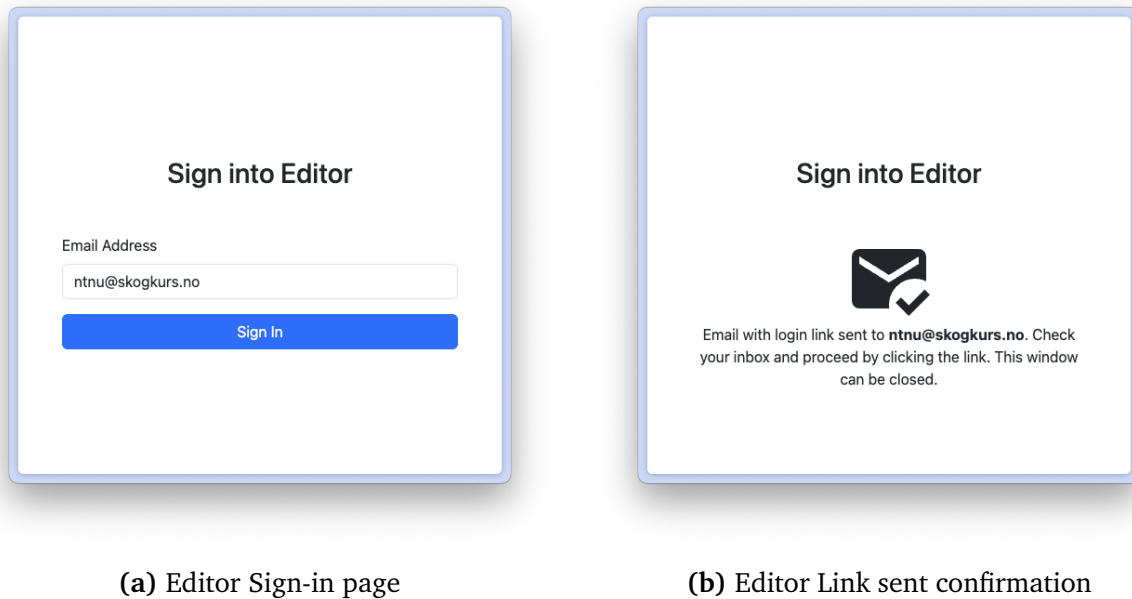 Sign into Editor
Email Address
ntnu@skogkurs.no
Sign In
(a) Editor Sign-in page
Sign into Editor
Email with login link sent to ntnu@skogkurs.no. Check
your inbox and proceed by clicking the link. This window
can be closed.
(b) Editor Link sent confirmation